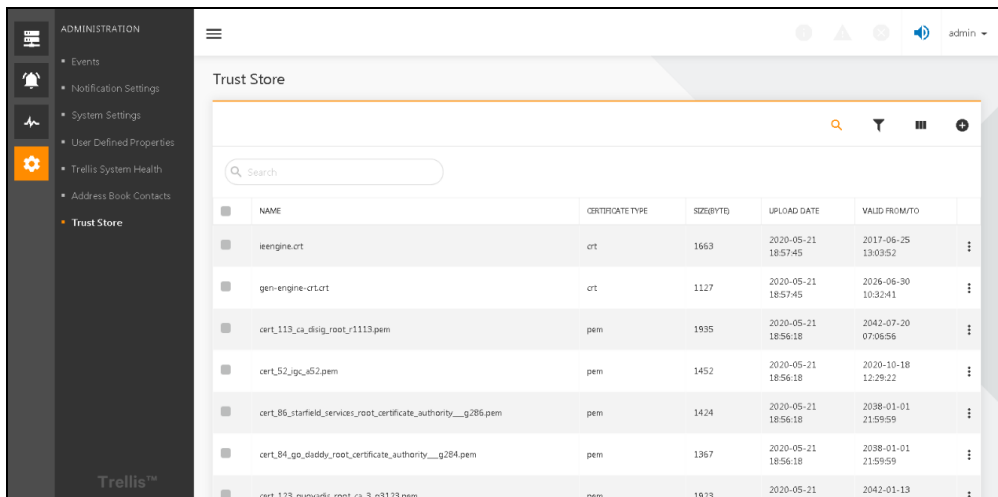 ADMINISTRATION
Events
Notification Settings
System Settings
User Defined Properties
Trellis System Health
Address Book Contacts
Trust Store
Trellis™
admin
Trust Store
Search
NAME CERTIFICATE TYPE SIZE(BYTE) UPLOAD DATE VALID FROM/TO
ieengine.crt crt 1663 2020-05-21 2017-06-25
18:57:45 13:03:52
gen-engine-crt.crt crt 1127 2020-05-21 2026-06-30
18:57:45 10:32:41
cert_113_ca_disig_root_r1113.pem pem 1935 2020-05-21 2042-07-20
18:56:18 07:06:56
cert_52_igc_a52.pem pem 1452 2020-05-21 2020-10-18
18:56:18 12:29:22
cert_86_starfield_services_root_certificate_authority__g286.pem pem 1424 2020-05-21 2038-01-01
18:56:18 21:59:59
cert_84_go_daddy_root_certificate_authority__g284.pem pem 1367 2020-05-21 2038-01-01
18:56:18 21:59:59
cert_123_quovadis_root_ca_3_g3123.pem pem 1923 2020-05-21 2042-01-13